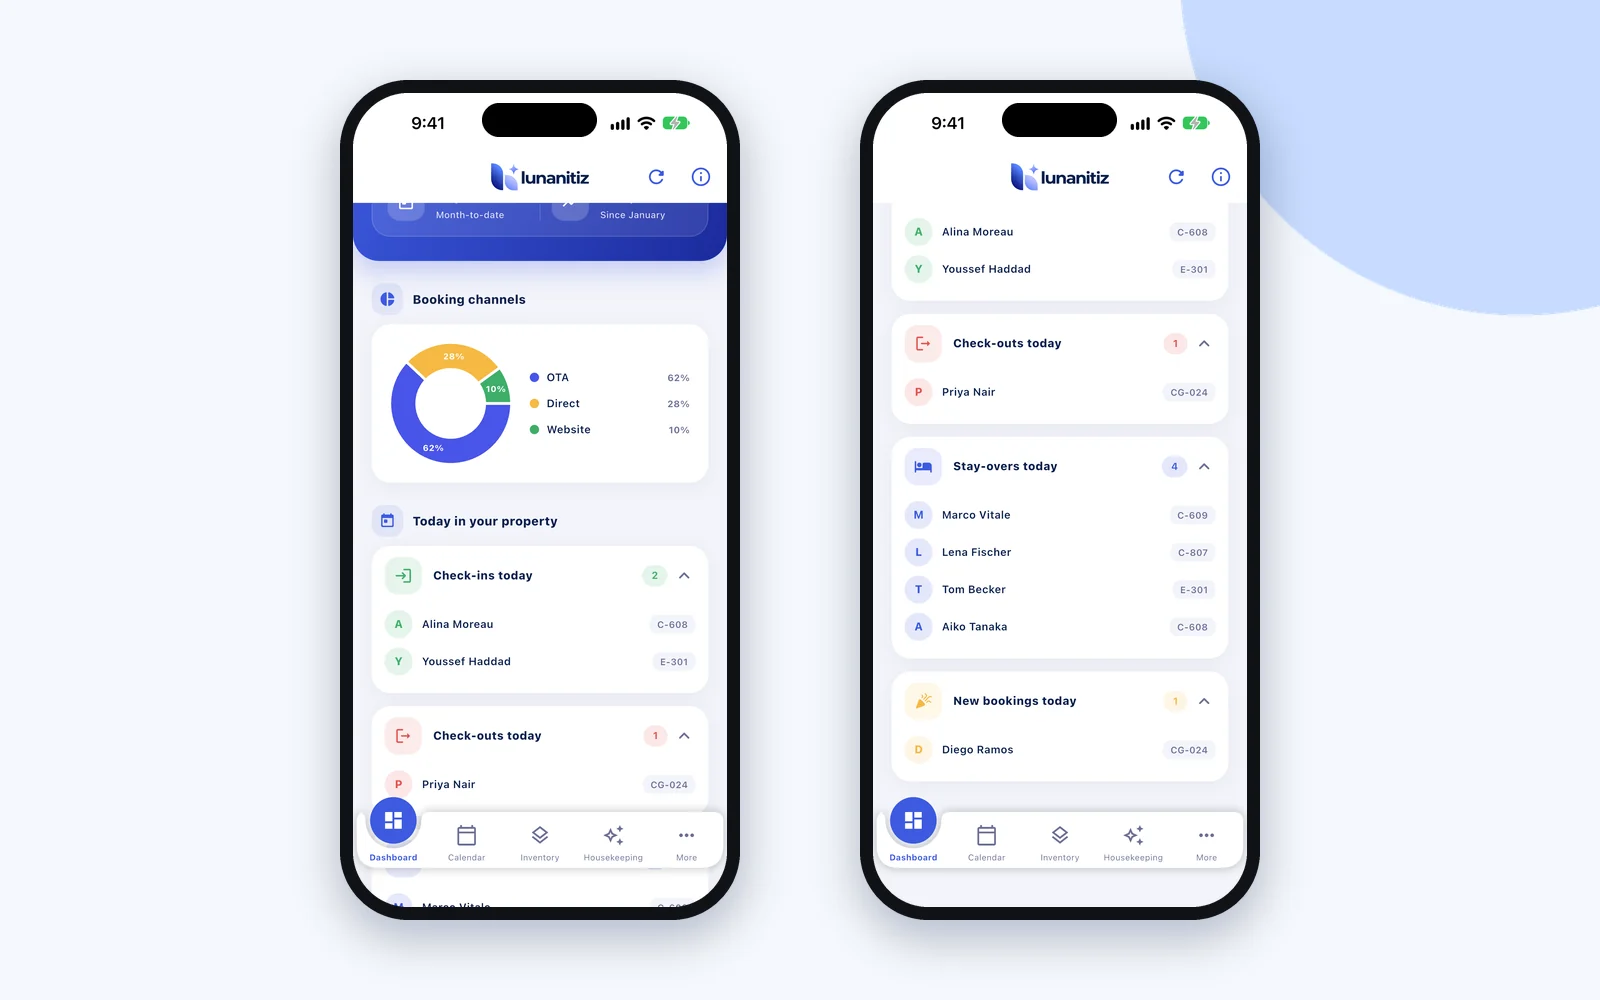 9:41
lunanitiz
Month-to-date
Since January
Booking channels
28%
10%
62%
OTA 62%
Direct 28%
Website 10%
Today in your property
Check-ins today 2
A Alina Moreau C-608
Y Youssef Haddad E-301
Check-outs today 1
P Priya Nair CG-024
Dashboard Calendar Inventory Housekeeping More
9:41
lunanitiz
A Alina Moreau C-608
Y Youssef Haddad E-301
Check-outs today 1
P Priya Nair CG-024
Stay-overs today 4
M Marco Vitale C-609
L Lena Fischer C-807
T Tom Becker E-301
A Aiko Tanaka C-608
New bookings today 1
D Diego Ramos CG-024
Dashboard Calendar Inventory Housekeeping More